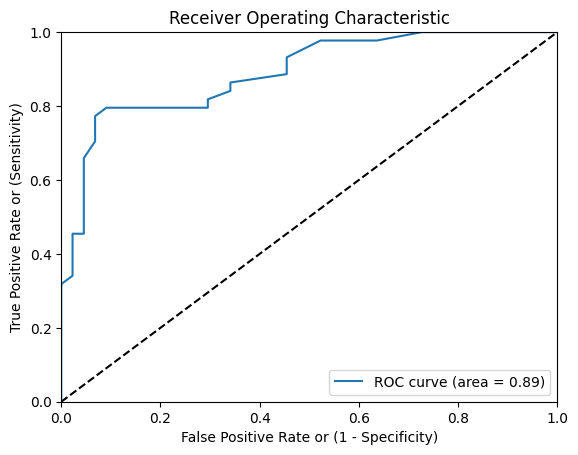 Receiver Operating Characteristic
1.0
0.8
0.6
0.4
0.2
0.0
True Positive Rate or (Sensitivity)
ROC curve (area = 0.89)
0.0 0.2 0.4 0.6 0.8 1.0
False Positive Rate or (1 - Specificity)